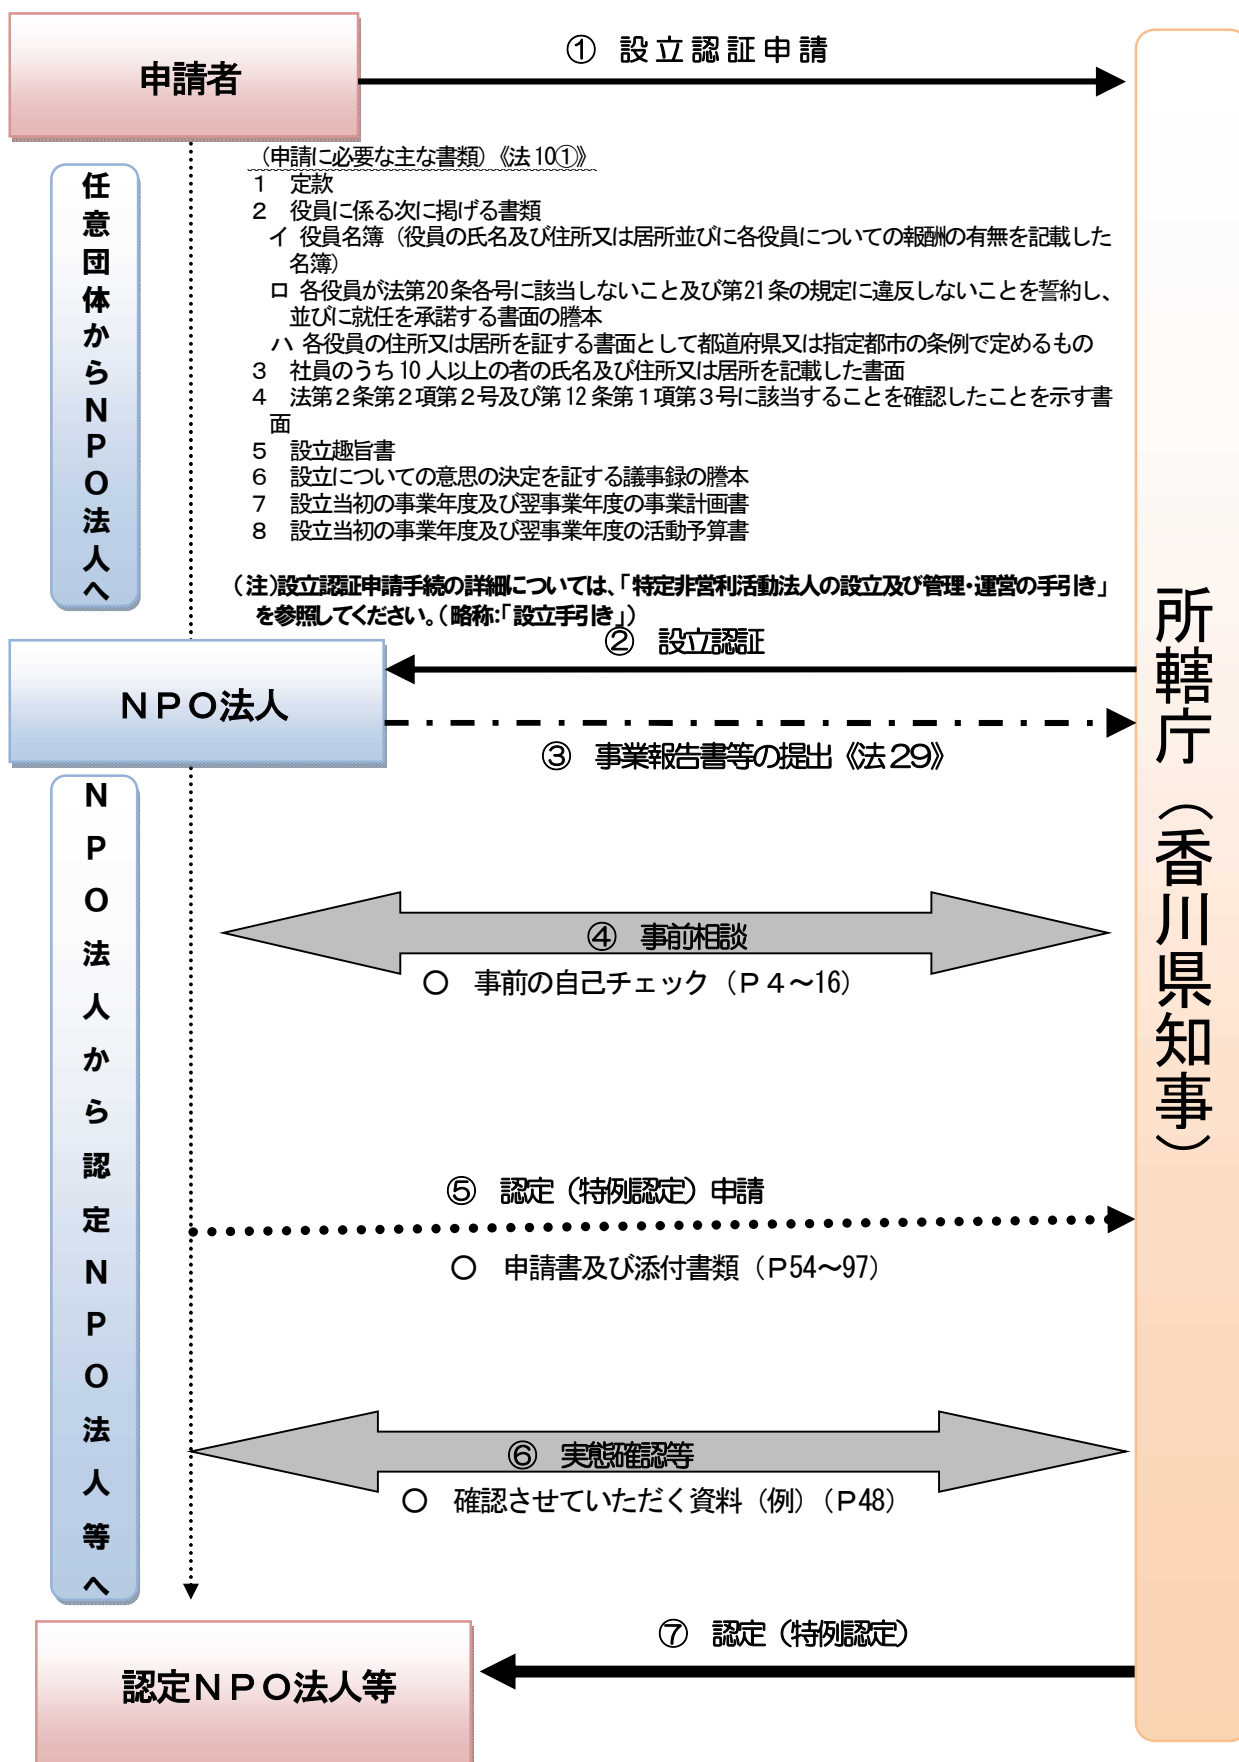 申請者
① 設立認証申請
(申請に必要な主な書類)《法10①》
1 定款
2 役員に係る次に掲げる書類
イ 役員名簿（役員の氏名及び住所又は居所並びに各役員についての報酬の有無を記載した
名簿）
ロ 各役員が法第20条各号に該当しないこと及び第21条の規定に違反しないことを誓約し、
並びに就任を承諾する書面の謄本
ハ 各役員の住所又は居所を証する書面として都道府県又は指定都市の条例で定めるもの
3 社員のうち10人以上の者の氏名及び住所又は居所を記載した書面
4 法第２条第２項第２号及び第12条第１項第３号に該当することを確認したことを示す書
面
5 設立趣旨書
6 設立についての意思の決定を証する議事録の謄本
7 設立当初の事業年度及び翌事業年度の事業計画書
8 設立当初の事業年度及び翌事業年度の活動予算書
（注）設立認証申請手続の詳細については、「特定非営利活動法人の設立及び管理・運営の手引き」
を参照してください。（略称：「設立手引き」）
任意団体からＮＰＯ法人へ
② 設立認証
ＮＰＯ法人
③ 事業報告書等の提出《法29》
所轄庁（香川県知事）
ＮＰＯ法人から認定ＮＰＯ法人等へ
④ 事前相談
○ 事前の自己チェック（Ｐ４～16）
⑤ 認定（特例認定）申請
○ 申請書及び添付書類（Ｐ54～97）
⑥ 実態確認等
○ 確認させていただく資料（例）（Ｐ48）
⑦ 認定（特例認定）
認定ＮＰＯ法人等